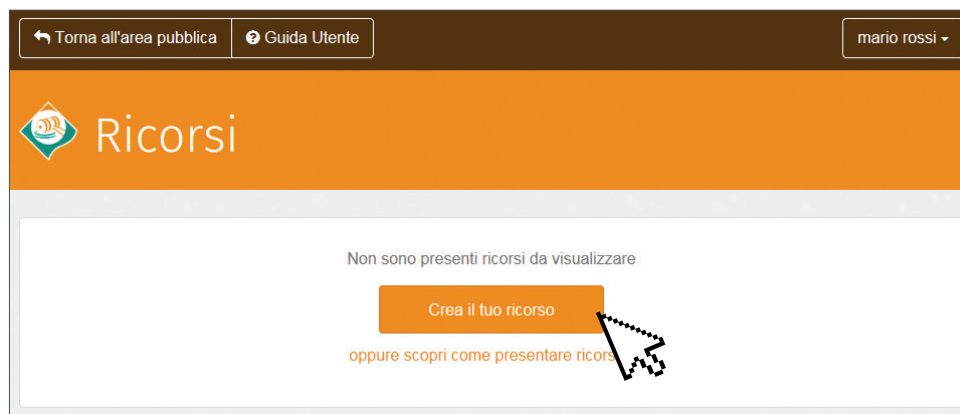 Torna all'area pubblica Guida Utente mario rossi
Ricorsi
Non sono presenti ricorsi da visualizzare
Crea il tuo ricorso
oppure scopri come presentare